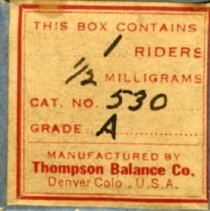 THIS BOX CONTAINS
1 RIDERS
1/2 MILLIGRAMS
CAT. NO. 530
GRADE A
MANUFACTURED BY
Thompson Balance Co.
Denver Colo., U.S.A.